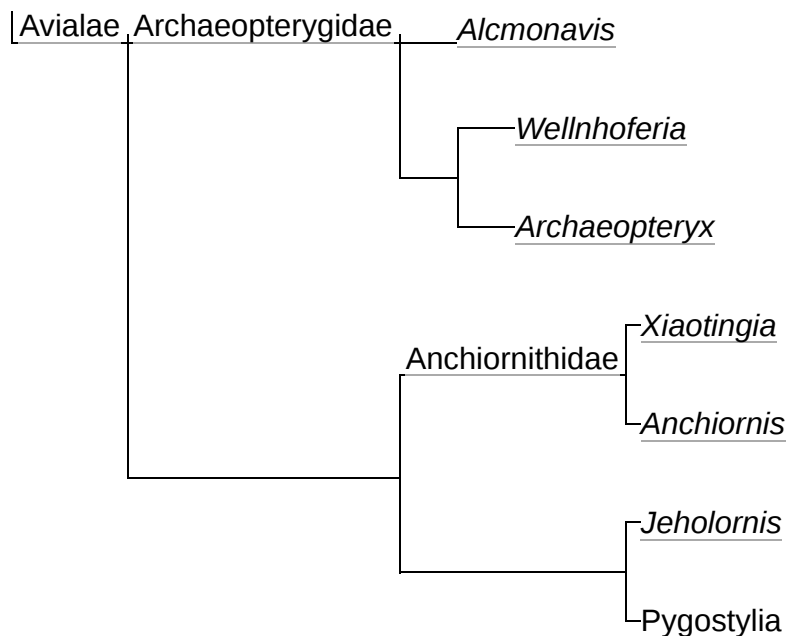 Avialae Archaeopterygidae Alcmonavis
Wellnhoferia
Archaeopteryx
Xiaotingia
Anchiornithidae
Anchiornis
Jeholornis
Pygostylia